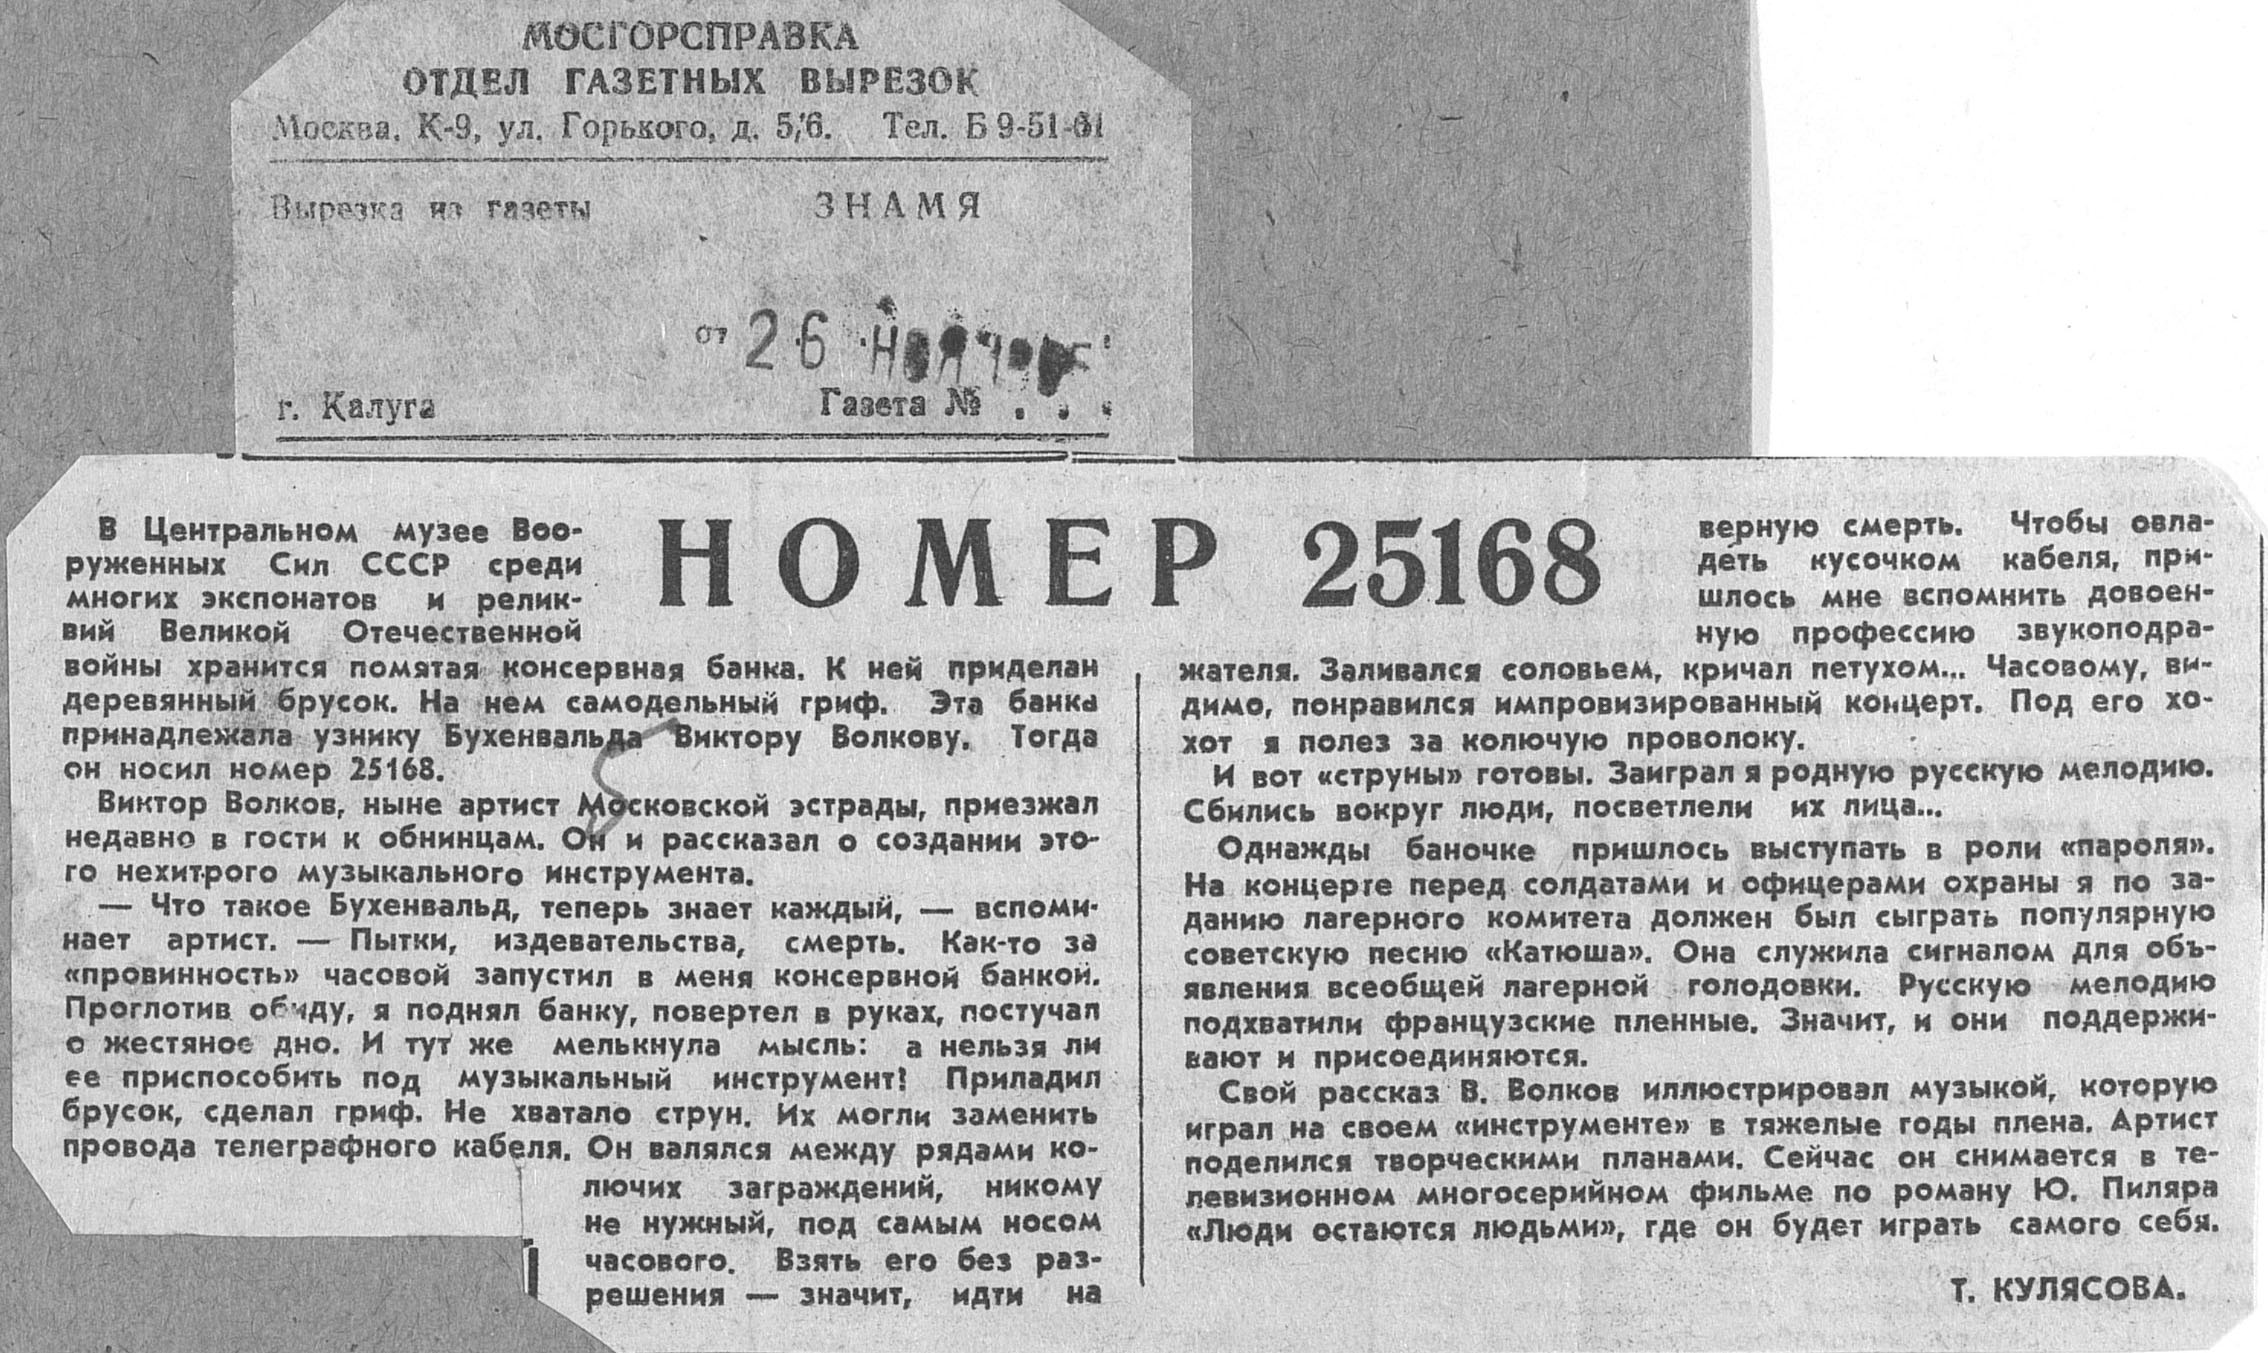 МОСГОРСПРАВКА
ОТДЕЛ ГАЗЕТНЫХ ВЫРЕЗОК
Москва, К-9, ул. Горького, д. 5/6. Тел. Б 9-51-61
Вырезка из газеты ЗНАМЯ
от 26 НОЯ
г. Калуга Газета № . . .
НОМЕР 25168
В Центральном музее Воо-
руженных Сил СССР среди
многих экспонатов и релик-
вий Великой Отечественной
войны хранится помятая консервная банка. К ней приделан
деревянный брусок. На нем самодельный гриф. Эта банка
принадлежала узнику Бухенвальда Виктору Волкову. Тогда
он носил номер 25168.
Виктор Волков, ныне артист Московской эстрады, приезжал
недавно в гости к обнинцам. Он и рассказал о создании это-
го нехитрого музыкального инструмента.
— Что такое Бухенвальд, теперь знает каждый, — вспоми-
нает артист. — Пытки, издевательства, смерть. Как-то за
«провинность» часовой запустил в меня консервной банкой.
Проглотив обиду, я поднял банку, повертел в руках, постучал
о жестяное дно. И тут же мелькнула мысль: а нельзя ли
ее приспособить под музыкальный инструмент? Приладил
брусок, сделал гриф. Не хватало струн. Их могли заменить
провода телеграфного кабеля. Он валялся между рядами ко-
лючих заграждений, никому
не нужный, под самым носом
часового. Взять его без раз-
решения — значит, идти на
верную смерть. Чтобы овла-
деть кусочком кабеля, при-
шлось мне вспомнить довоен-
ную профессию звукоподра-
жателя. Заливался соловьем, кричал петухом... Часовому, ви-
димо, понравился импровизированный концерт. Под его хо-
хот я полез за колючую проволоку.
И вот «струны» готовы. Заиграл я родную русскую мелодию.
Сбились вокруг люди, посветлели их лица...
Однажды баночке пришлось выступать в роли «пароля».
На концерте перед солдатами и офицерами охраны я по за-
данию лагерного комитета должен был сыграть популярную
советскую песню «Катюша». Она служила сигналом для объ-
явления всеобщей лагерной голодовки. Русскую мелодию
подхватили французские пленные. Значит, и они поддержи-
вают и присоединяются.
Свой рассказ В. Волков иллюстрировал музыкой, которую
играл на своем «инструменте» в тяжелые годы плена. Артист
поделился творческими планами. Сейчас он снимается в те-
левизионном многосерийном фильме по роману Ю. Пиляра
«Люди остаются людьми», где он будет играть самого себя.
Т. КУЛЯСОВА.